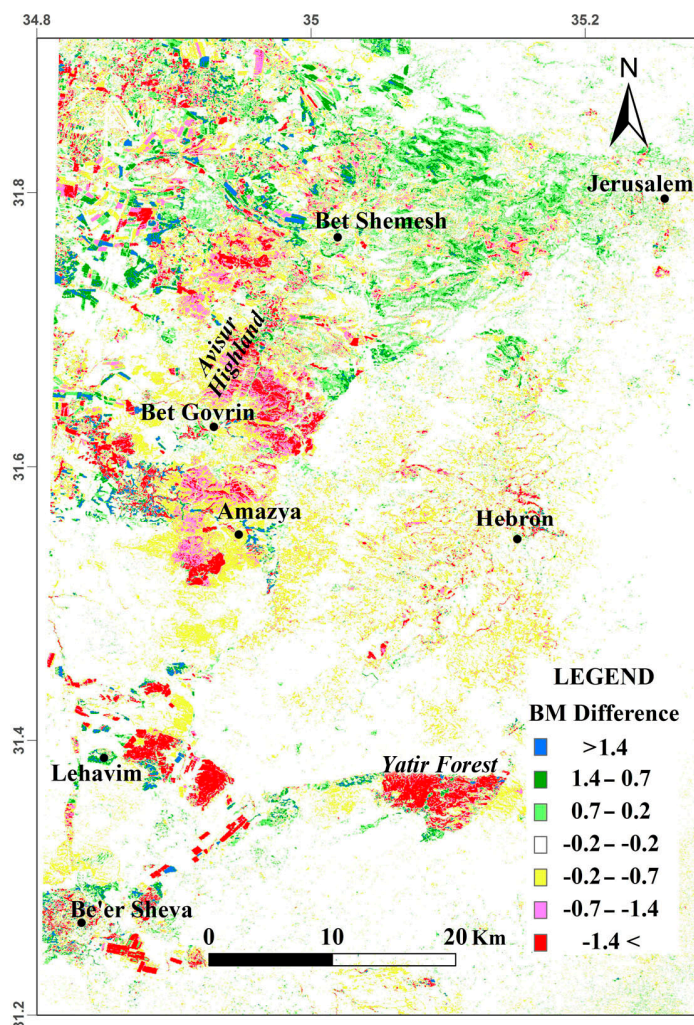 34.8
35
35.2
N
31.8
Jerusalem
Bet Shemesh
Avisur
Highland
Bet Govrin
31.6
Amazya
Hebron
LEGEND
BM Difference
>1.4
1.4 – 0.7
0.7 – 0.2
-0.2 – -0.2
-0.2 – -0.7
-0.7 – -1.4
-1.4 <
31.4
Yatir Forest
Lehavim
Be'er Sheva
0 10 20 Km
31.2